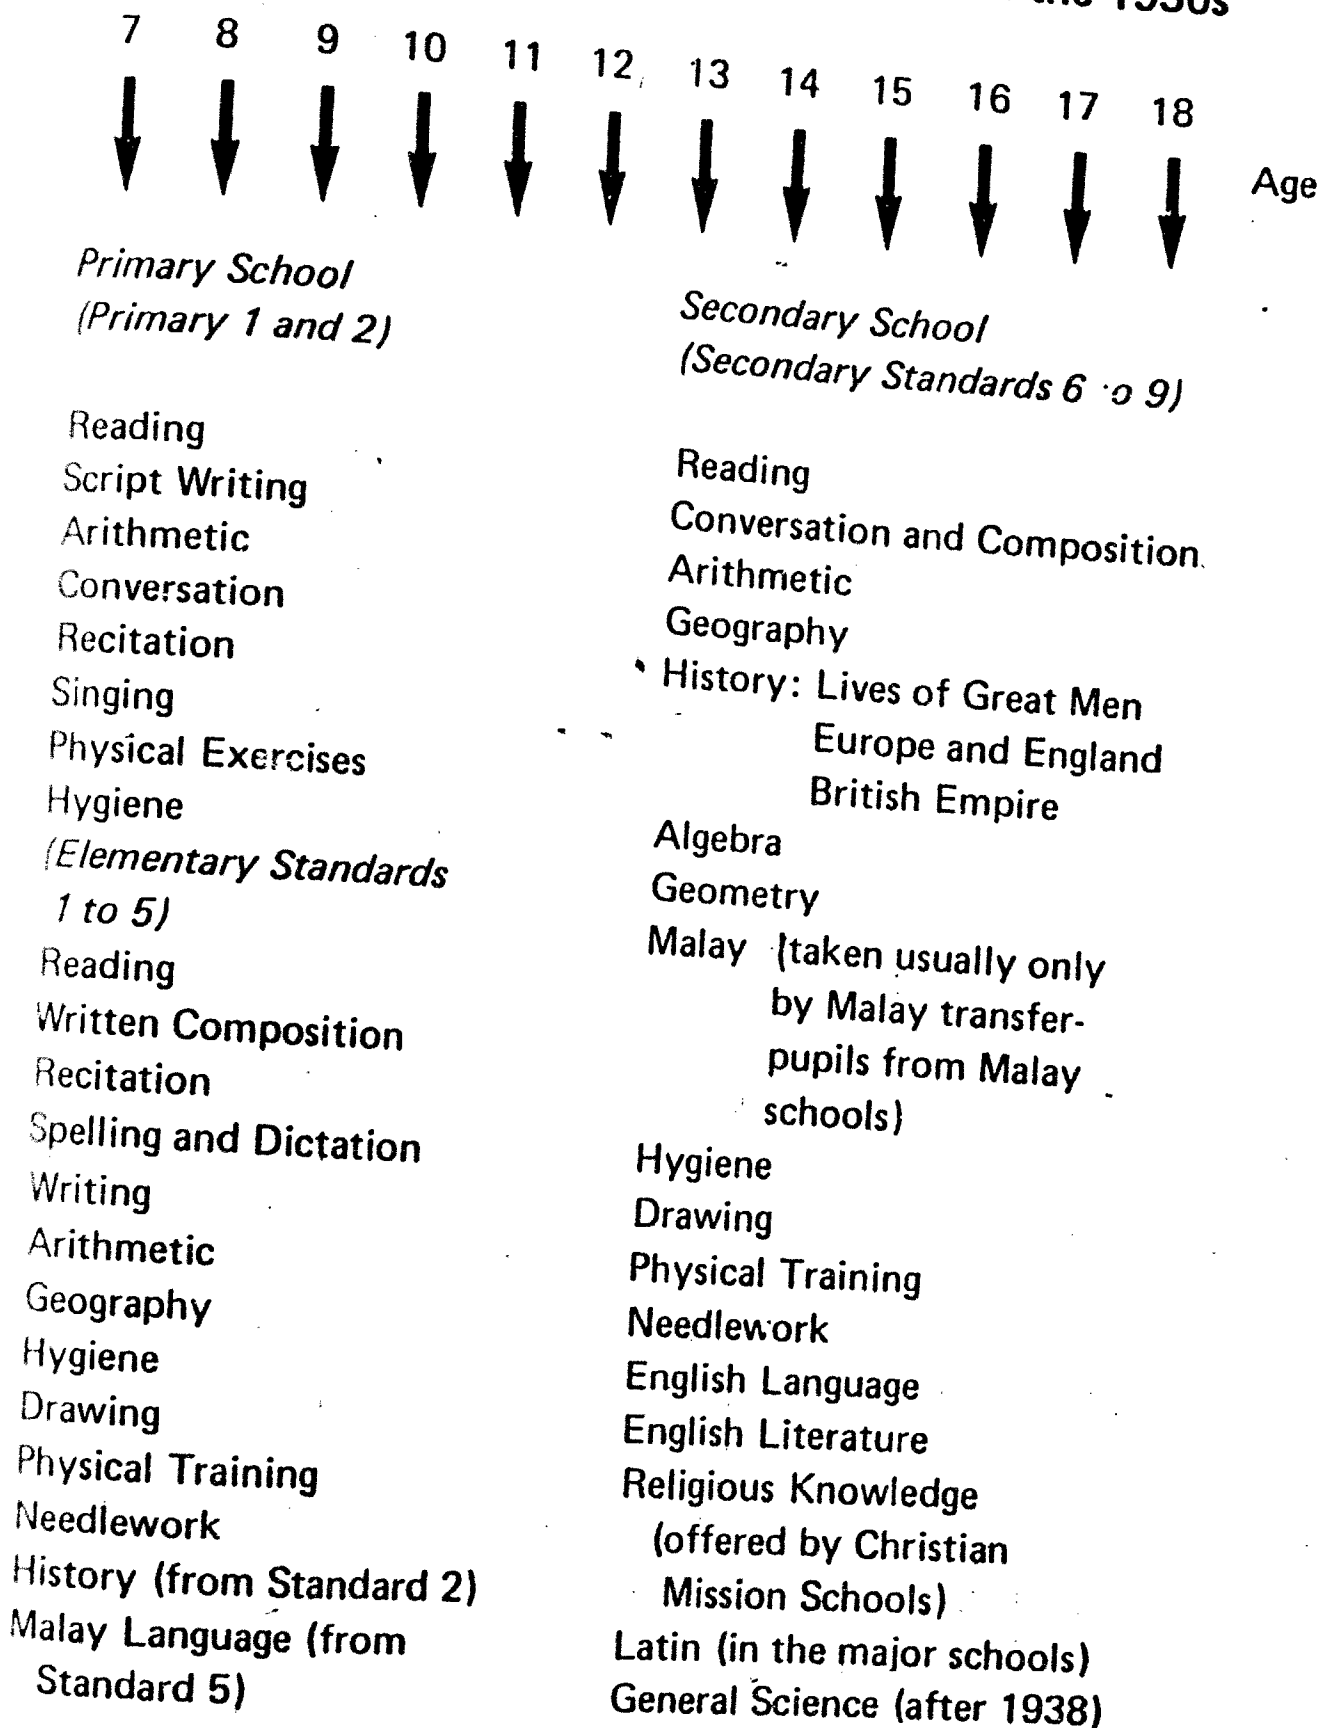 the 1930s
7 8 9 10 11 12 13 14 15 16 17 18
Age
Primary School
(Primary 1 and 2)
Reading
Script Writing
Arithmetic
Conversation
Recitation
Singing
Physical Exercises
Hygiene
(Elementary Standards
1 to 5)
Reading
Written Composition
Recitation
Spelling and Dictation
Writing
Arithmetic
Geography
Hygiene
Drawing
Physical Training
Needlework
History (from Standard 2)
Malay Language (from
Standard 5)
Secondary School
(Secondary Standards 6 to 9)
Reading
Conversation and Composition
Arithmetic
Geography
History: Lives of Great Men
Europe and England
British Empire
Algebra
Geometry
Malay (taken usually only
by Malay transfer-
pupils from Malay
schools)
Hygiene
Drawing
Physical Training
Needlework
English Language
English Literature
Religious Knowledge
(offered by Christian
Mission Schools)
Latin (in the major schools)
General Science (after 1938)